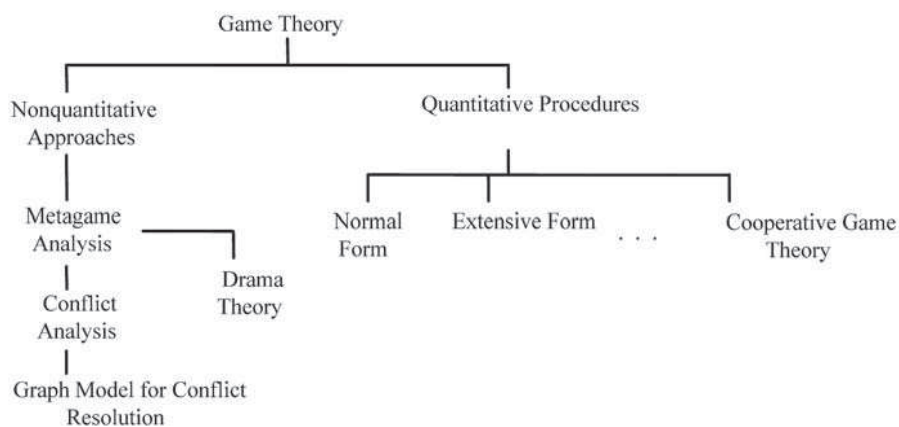 Game Theory
Nonquantitative
Approaches
Quantitative Procedures
Metagame
Analysis
Normal
Form
Extensive Form
. . .
Cooperative Game
Theory
Drama
Theory
Conflict
Analysis
Graph Model for Conflict
Resolution